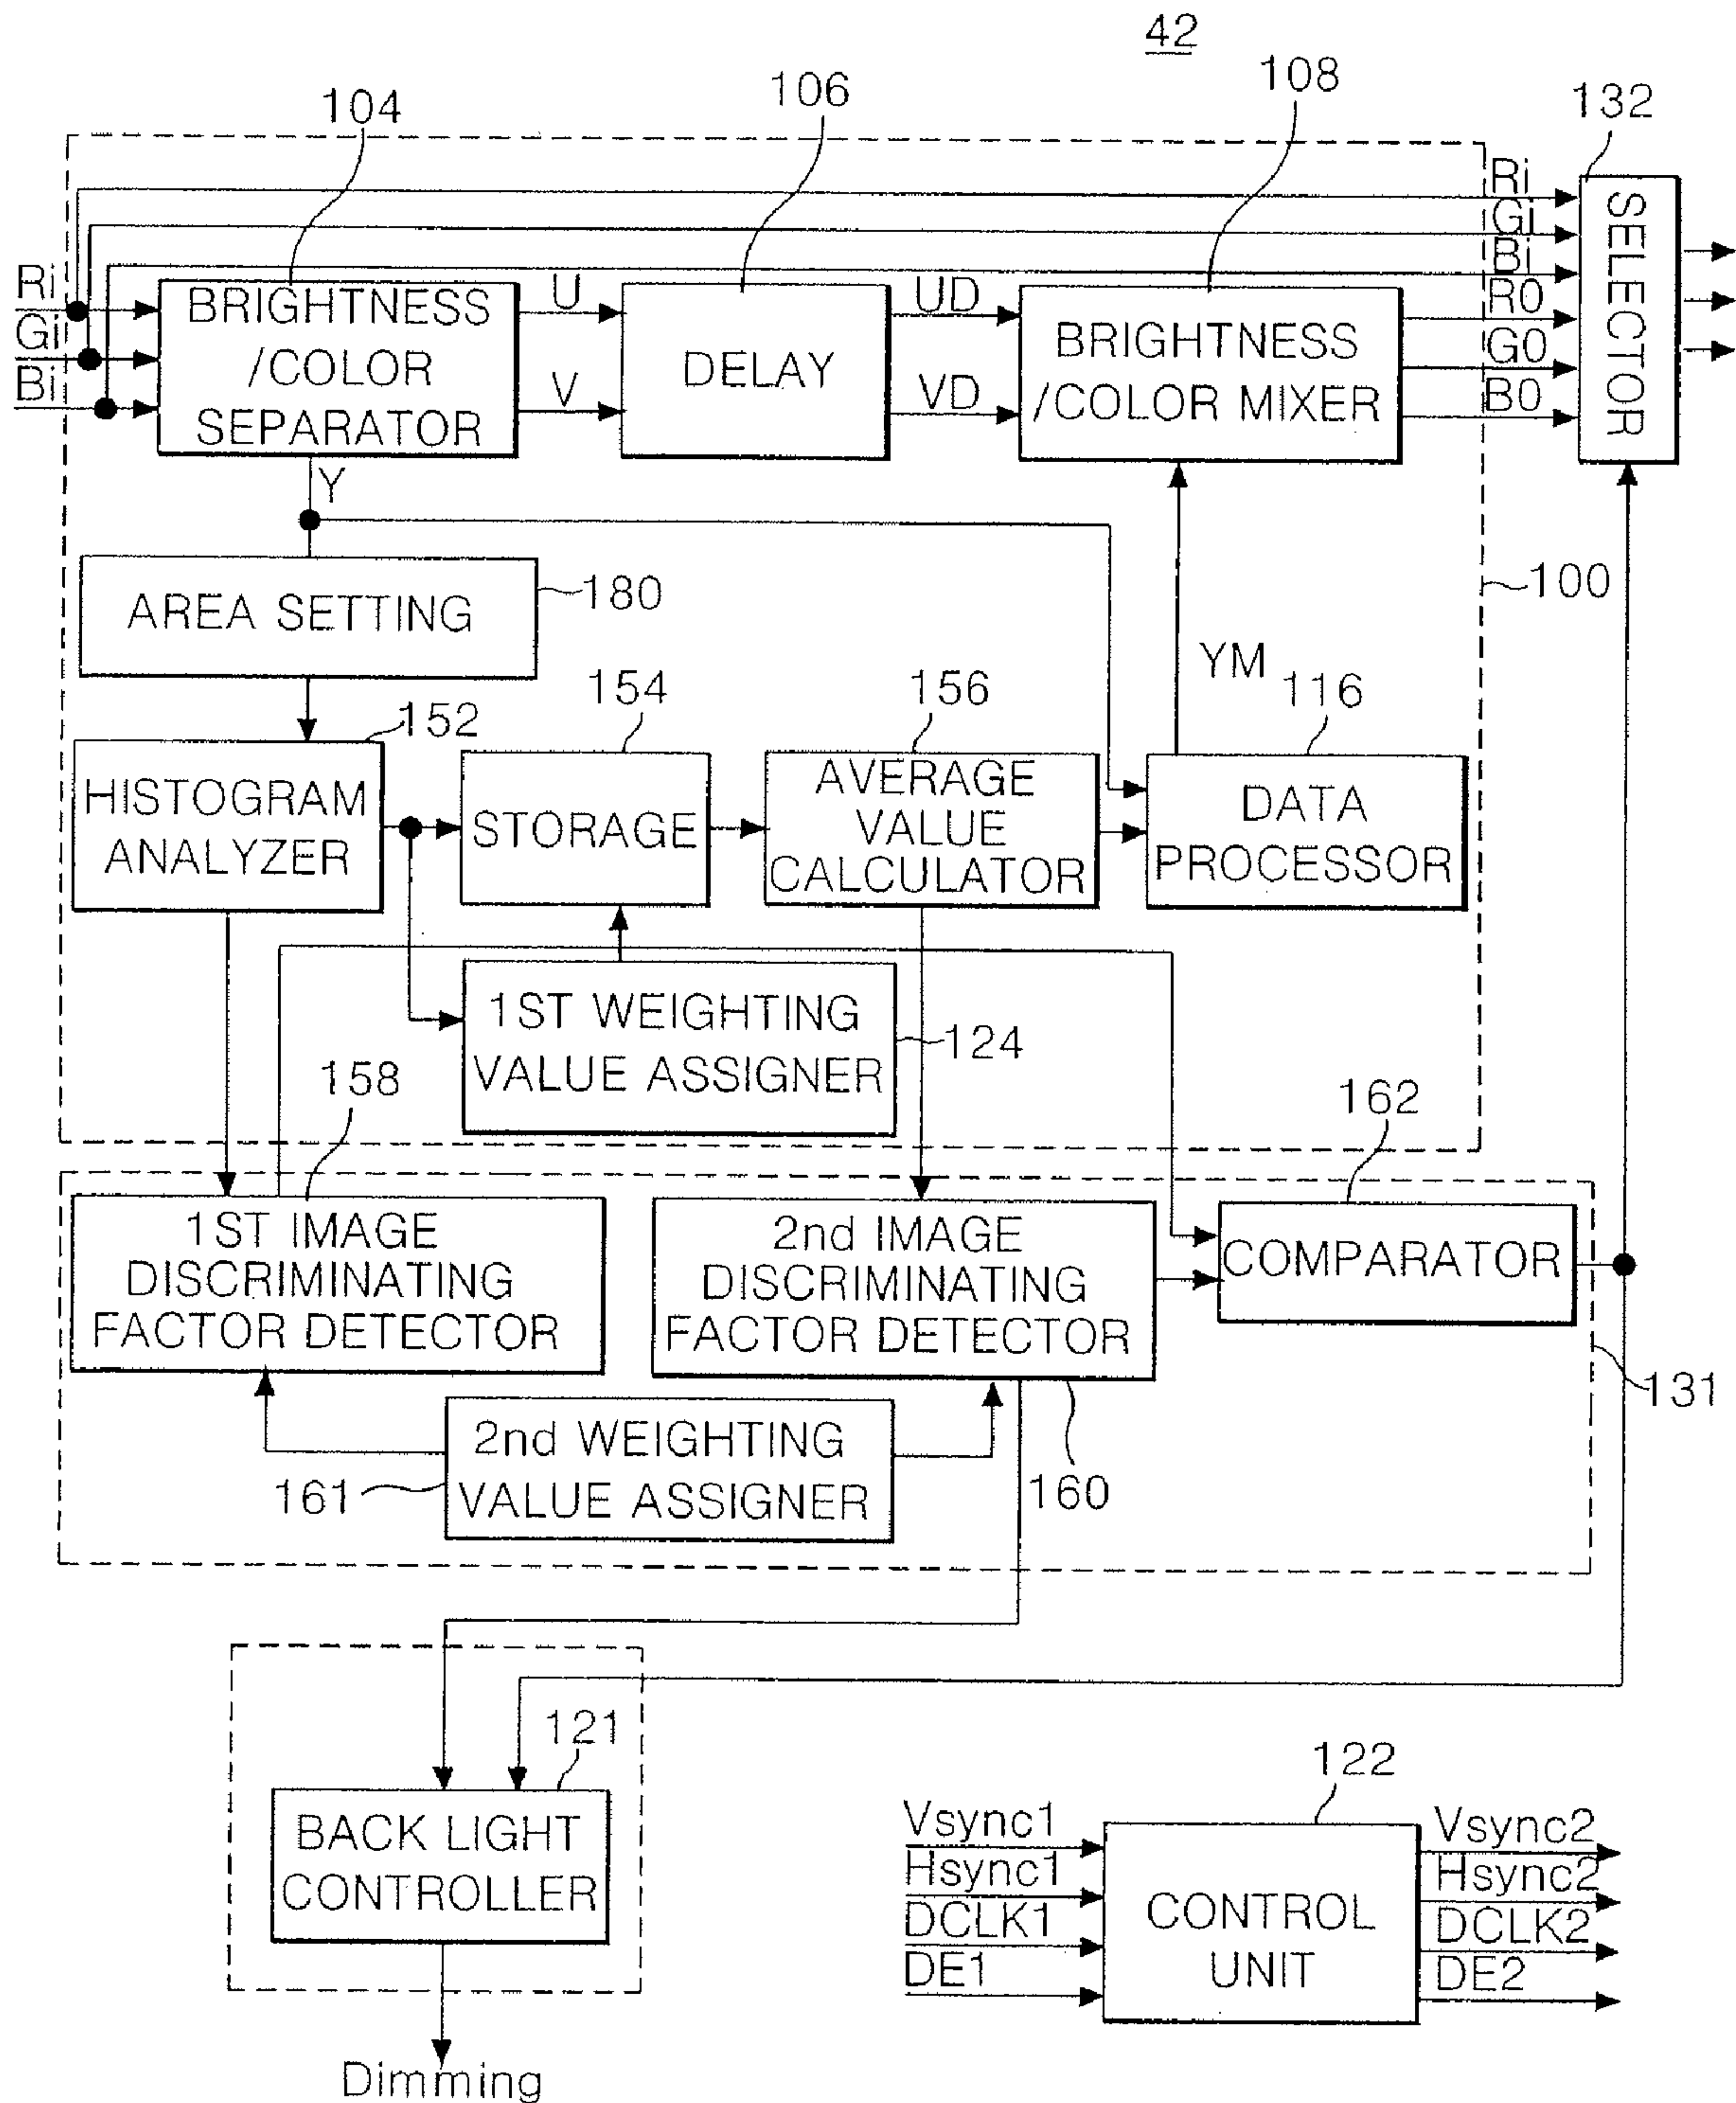 42
104
106
108
132
Ri
Gi
Bi
R0
G0
B0
Ri
Gi
Bi
BRIGHTNESS
/COLOR
SEPARATOR
U
V
DELAY
UD
VD
BRIGHTNESS
/COLOR MIXER
SELECTOR
Y
AREA SETTING
180
100
YM
152
154
156
116
HISTOGRAM
ANALYZER
STORAGE
AVERAGE
VALUE
CALCULATOR
DATA
PROCESSOR
1ST WEIGHTING
VALUE ASSIGNER
124
158
162
1ST IMAGE
DISCRIMINATING
FACTOR DETECTOR
2nd IMAGE
DISCRIMINATING
FACTOR DETECTOR
COMPARATOR
131
2nd WEIGHTING
VALUE ASSIGNER
161
160
121
BACK LIGHT
CONTROLLER
Dimming
122
Vsync1
Hsync1
DCLK1
DE1
CONTROL
UNIT
Vsync2
Hsync2
DCLK2
DE2